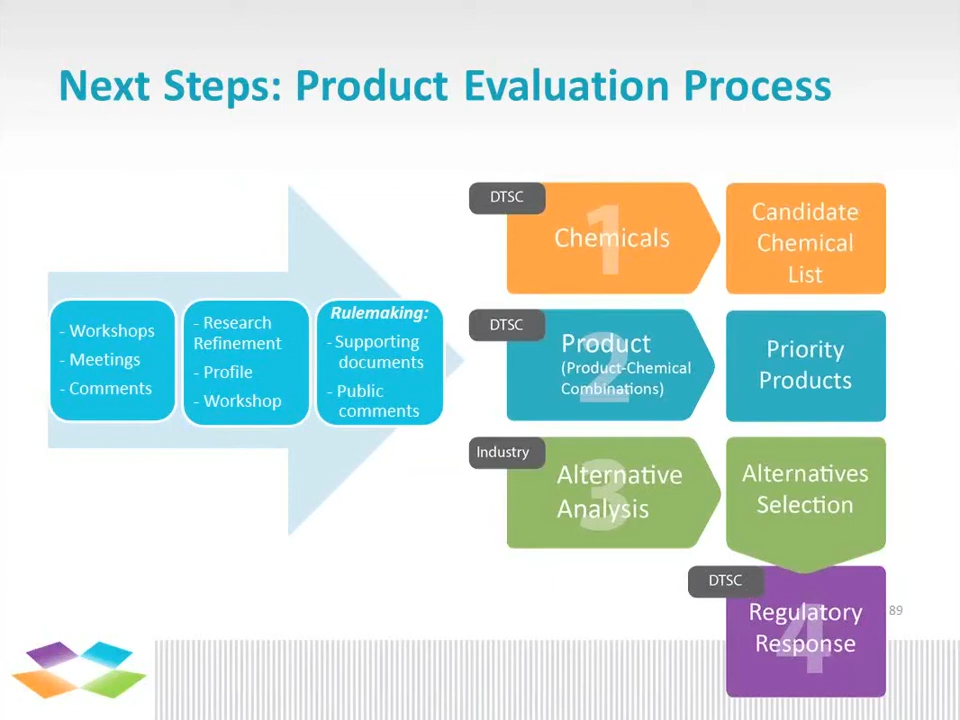 Next Steps: Product Evaluation Process
- Workshops
- Meetings
- Comments
- Research
Refinement
- Profile
- Workshop
Rulemaking:
- Supporting
documents
- Public
comments
DTSC
1
Chemicals
Candidate
Chemical
List
DTSC
2
Product
(Product-Chemical
Combinations)
Priority
Products
Industry
3
Alternative
Analysis
Alternatives
Selection
DTSC
4
Regulatory
Response
89